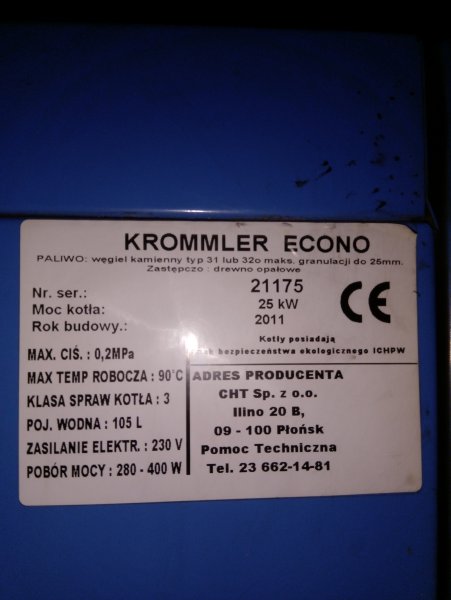 KROMMLER ECONO
PALIWO: węgiel kamienny typ 31 lub 32o maks. granulacji do 25mm.
Zastępczo : drewno opałowe
Nr. ser.: 21175
Moc kotła: 25 kW
Rok budowy.: 2011
CE
Kotły posiadają
znak bezpieczeństwa ekologicznego ICHPW
MAX. CIŚ. : 0,2MPa
MAX TEMP ROBOCZA : 90°C
KLASA SPRAW KOTŁA : 3
POJ. WODNA : 105 L
ZASILANIE ELEKTR. : 230 V
POBÓR MOCY : 280 - 400 W
ADRES PRODUCENTA
CHT Sp. z o.o.
Ilino 20 B,
09 - 100 Płońsk
Pomoc Techniczna
Tel. 23 662-14-81